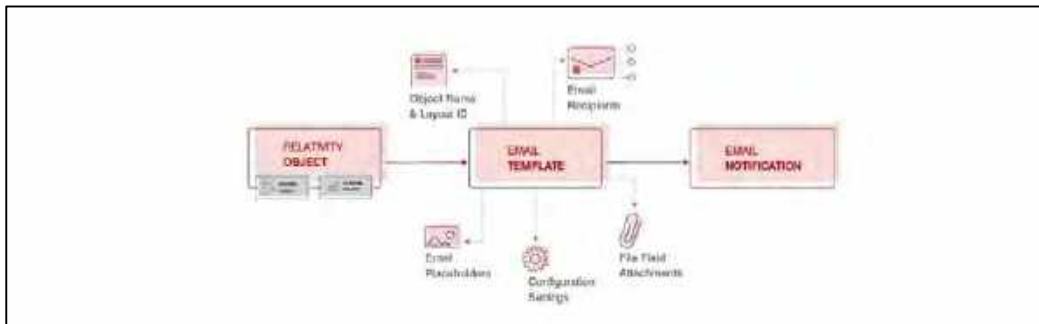 Object Name
& Layout ID
Email
Recipients
RELATIVITY
OBJECT
EMAIL
TEMPLATE
EMAIL
NOTIFICATION
Email
Placeholders
Configuration
Settings
File Field
Attachments